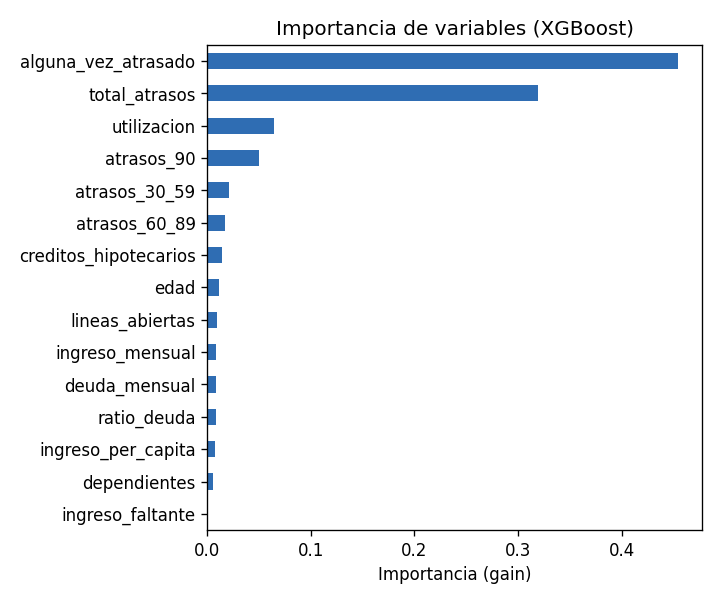 Importancia de variables (XGBoost)
alguna_vez_atrasado
total_atrasos
utilizacion
atrasos_90
atrasos_30_59
atrasos_60_89
creditos_hipotecarios
edad
lineas_abiertas
ingreso_mensual
deuda_mensual
ratio_deuda
ingreso_per_capita
dependientes
ingreso_faltante
0.0 0.1 0.2 0.3 0.4
Importancia (gain)